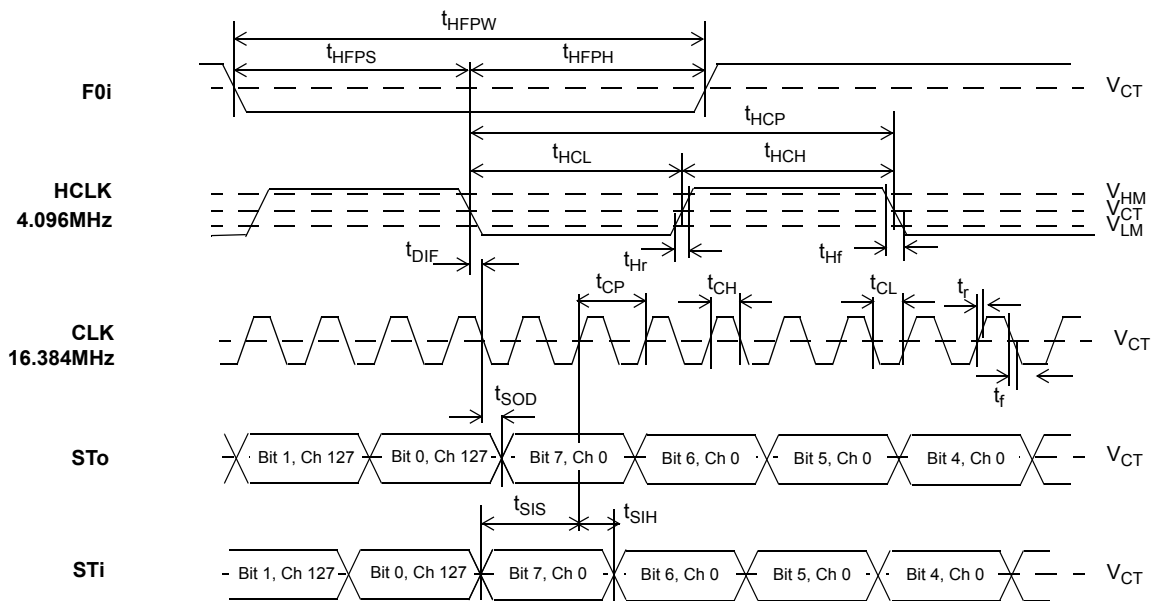 tHFPW
tHFPS
tHFPH
F0i
VCT
tHCP
tHCL
tHCH
HCLK
4.096MHz
VHM
VCT
VLM
tDIF
tHr
tHf
tCP
tCH
tCL
tr
CLK
16.384MHz
VCT
tf
tSOD
STo
Bit 1, Ch 127
Bit 0, Ch 127
Bit 7, Ch 0
Bit 6, Ch 0
Bit 5, Ch 0
Bit 4, Ch 0
VCT
tSIS
tSIH
STi
Bit 1, Ch 127
Bit 0, Ch 127
Bit 7, Ch 0
Bit 6, Ch 0
Bit 5, Ch 0
Bit 4, Ch 0
VCT